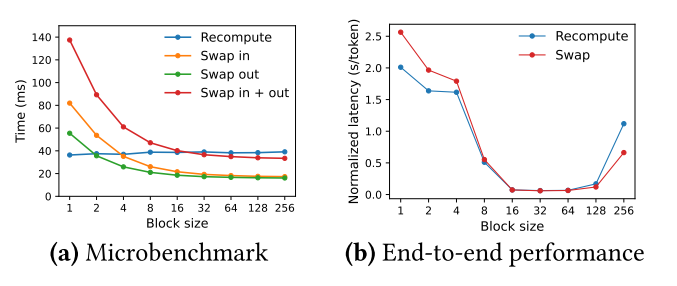 140
120
100
80
60
40
20
0
Time (ms)
Recompute
Swap in
Swap out
Swap in + out
1 2 4 8 16 32 64 128 256
Block size
(a) Microbenchmark
2.5
2.0
1.5
1.0
0.5
0.0
Normalized latency (s/token)
Recompute
Swap
1 2 4 8 16 32 64 128 256
Block size
(b) End-to-end performance